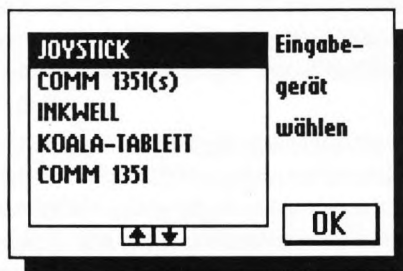 JOYSTICK
COMM 1351(s)
INKWELL
KOALA-TABLETT
COMM 1351
Eingabe-
gerät
wählen
OK